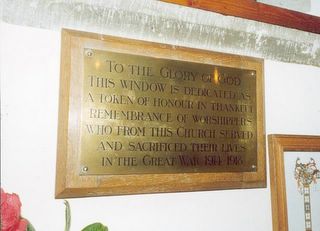 TO THE GLORY OF GOD
THIS WINDOW IS DEDICATED AS
A TOKEN OF HONOUR IN THANKFUL
REMEMBRANCE OF WORSHIPPERS
WHO FROM THIS CHURCH SERVED
AND SACRIFICED THEIR LIVES
IN THE GREAT WAR 1914-1918